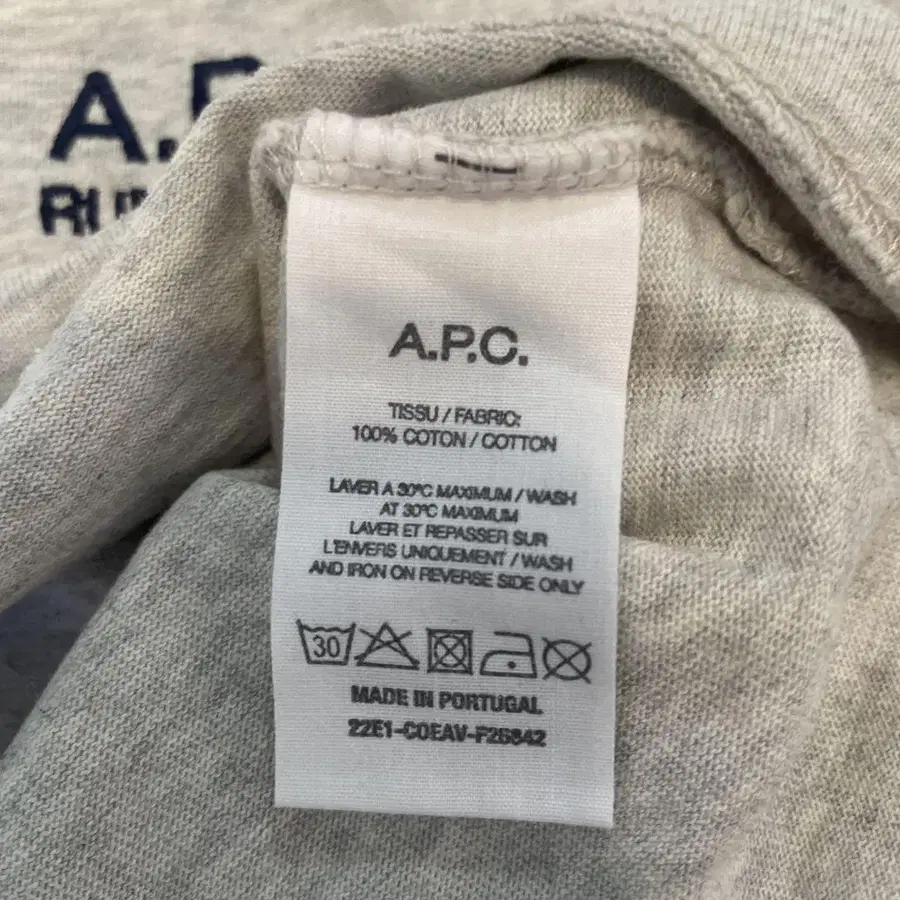 A.P
RU
A.P.C.
TISSU / FABRIC:
100% COTON / COTTON
LAVER A 30°C MAXIMUM / WASH
AT 30°C MAXIMUM
LAVER ET REPASSER SUR
L'ENVERS UNIQUEMENT / WASH
AND IRON ON REVERSE SIDE ONLY
30
MADE IN PORTUGAL
22E1-COEAV-F26842